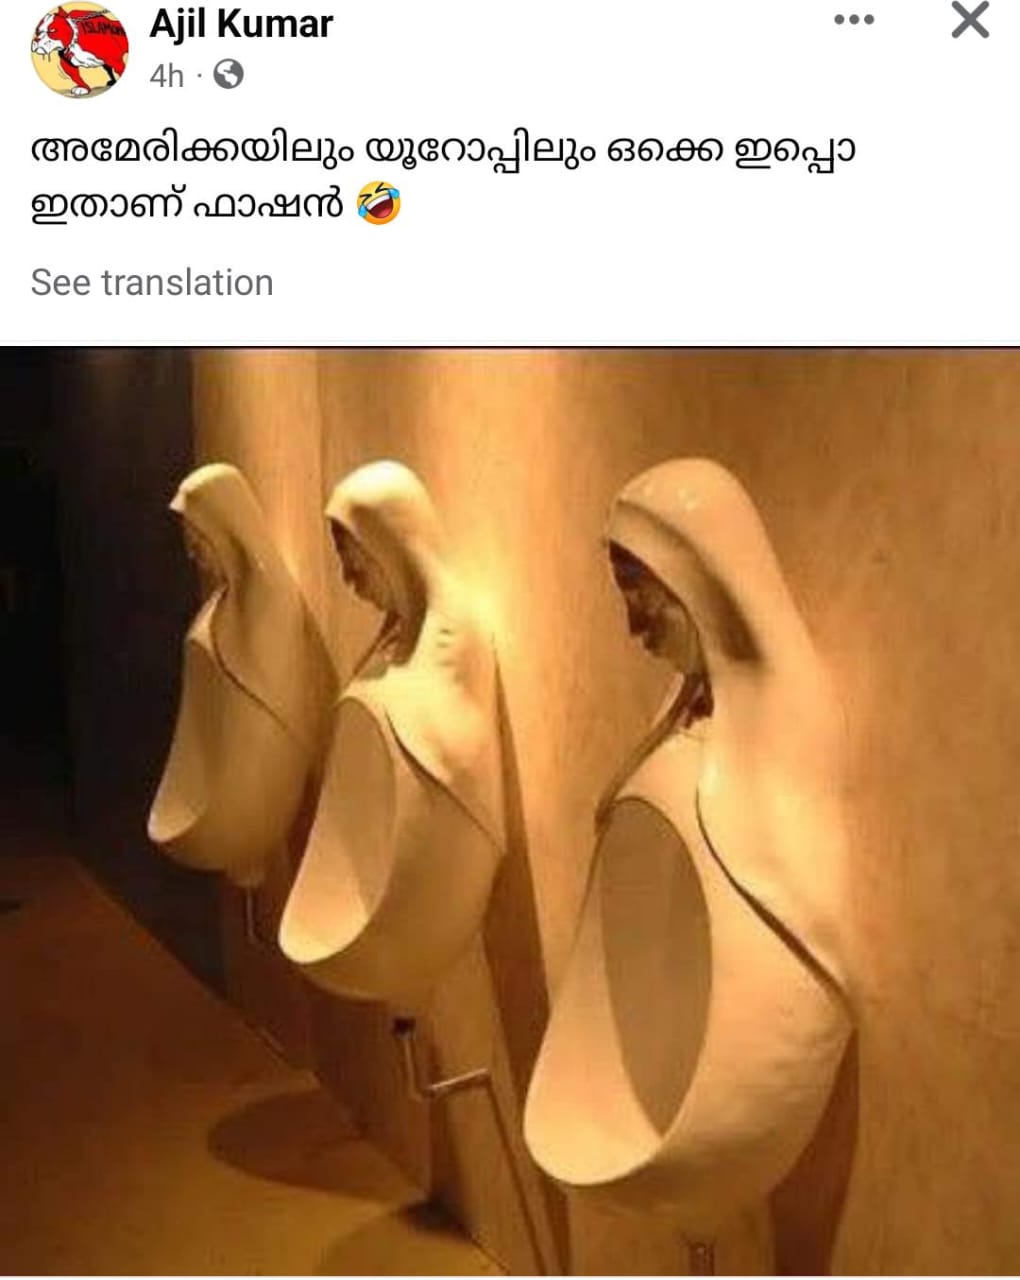 Ajil Kumar
4h ·
അമേരിക്കയിലും യൂറോപ്പിലും ഒക്കെ ഇപ്പൊ
ഇതാണ് ഫാഷൻ 🤣
See translation